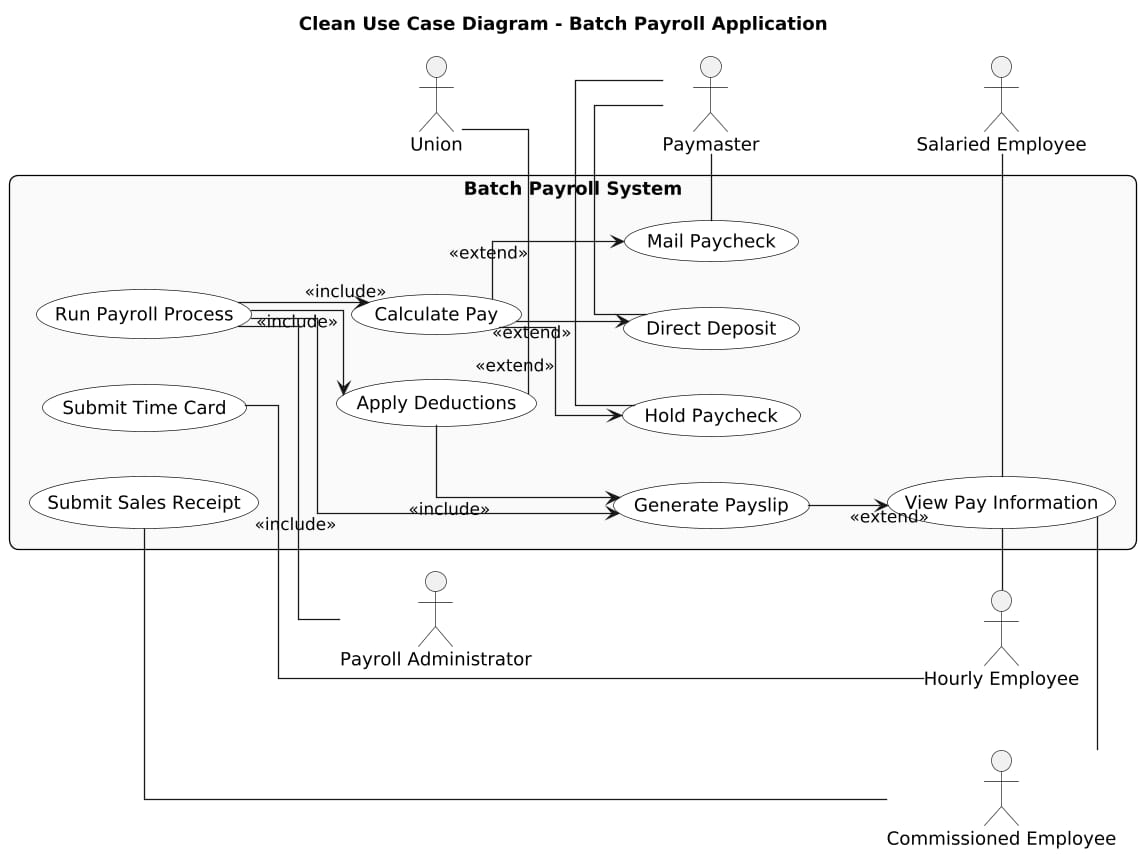 Clean Use Case Diagram - Batch Payroll Application
Union
Paymaster
Salaried Employee
Batch Payroll System
Mail Paycheck
«extend»
«include»
Run Payroll Process
Calculate Pay
«include»
Direct Deposit
«extend»
«extend»
Submit Time Card
Apply Deductions
Hold Paycheck
Submit Sales Receipt
Generate Payslip
View Pay Information
«include»
«extend»
«include»
Payroll Administrator
Hourly Employee
Commissioned Employee